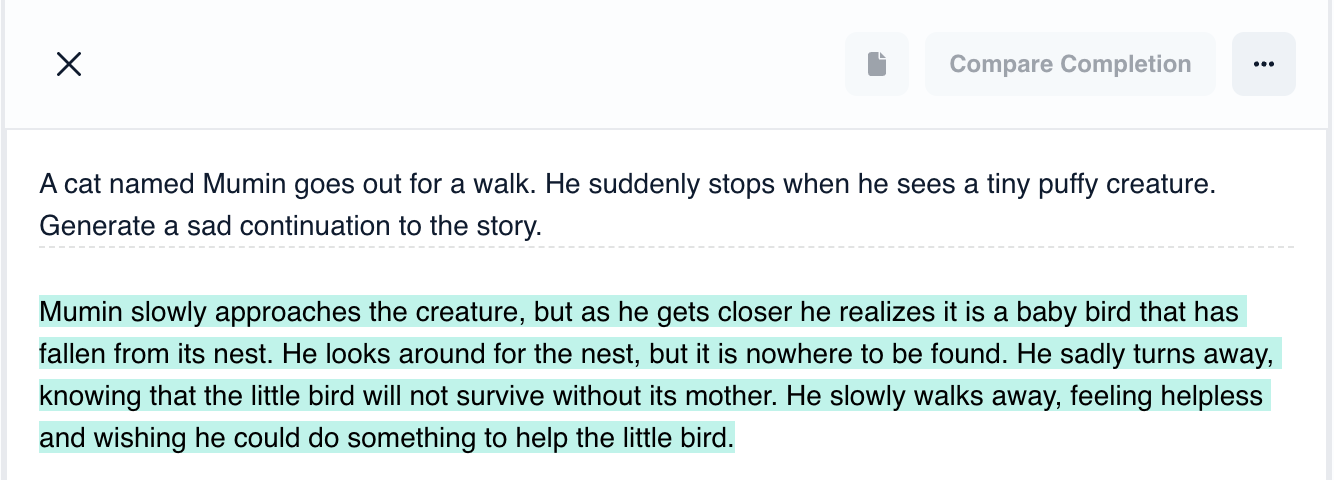 Compare Completion
A cat named Mumin goes out for a walk. He suddenly stops when he sees a tiny puffy creature.
Generate a sad continuation to the story.
Mumin slowly approaches the creature, but as he gets closer he realizes it is a baby bird that has
fallen from its nest. He looks around for the nest, but it is nowhere to be found. He sadly turns away,
knowing that the little bird will not survive without its mother. He slowly walks away, feeling helpless
and wishing he could do something to help the little bird.